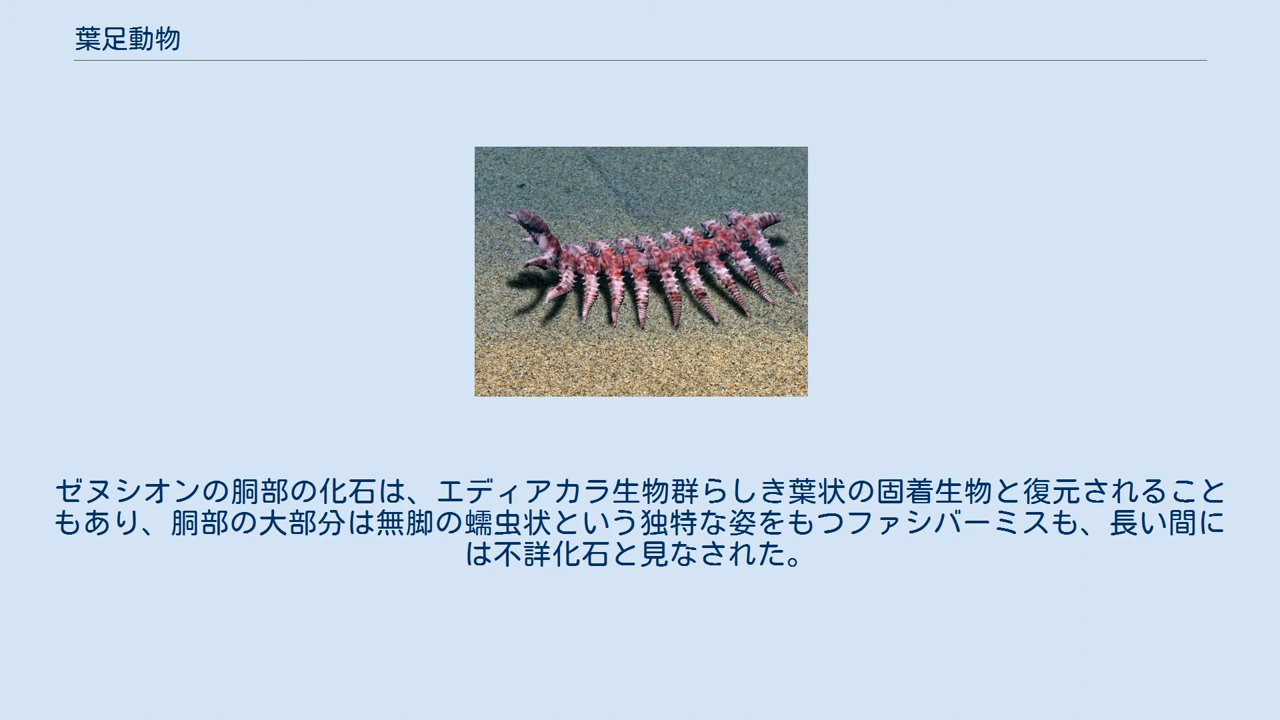 葉足動物
ゼヌシオンの胴部の化石は、エディアカラ生物群らしき葉状の固着生物と復元されること
もあり、胴部の大部分は無脚の蠕虫状という独特な姿をもつファシバーミスも、長い間に
は不詳化石と見なされた。